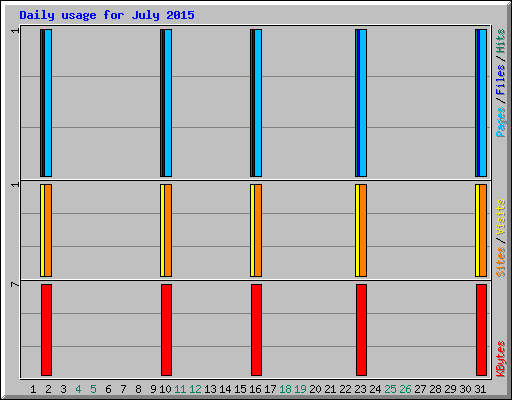 Daily usage for July 2015
1
Pages/Files/Hits
1
Sites/Visits
7
KBytes
1 2 3 4 5 6 7 8 9 10 11 12 13 14 15 16 17 18 19 20 21 22 23 24 25 26 27 28 29 30 31